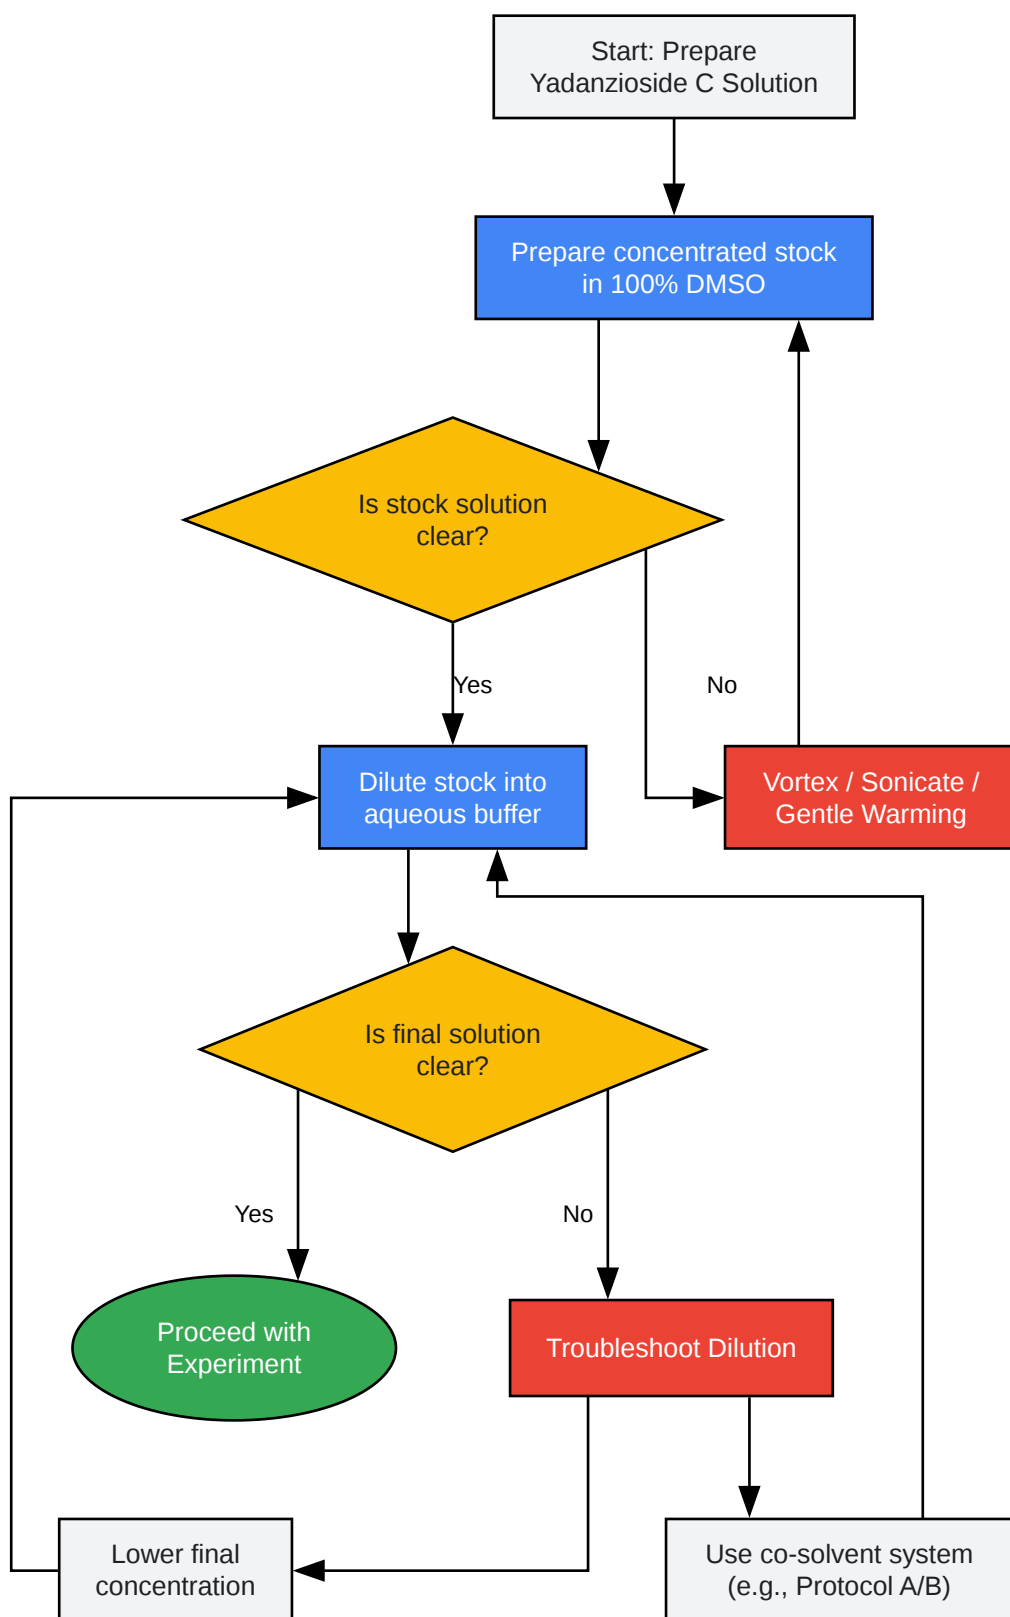 Start: Prepare
Yadanzioside C Solution
Prepare concentrated stock
in 100% DMSO
Is stock solution
clear?
Yes
No
Dilute stock into
aqueous buffer
Vortex / Sonicate /
Gentle Warming
Is final solution
clear?
Yes
No
Proceed with
Experiment
Troubleshoot Dilution
Lower final
concentration
Use co-solvent system
(e.g., Protocol A/B)